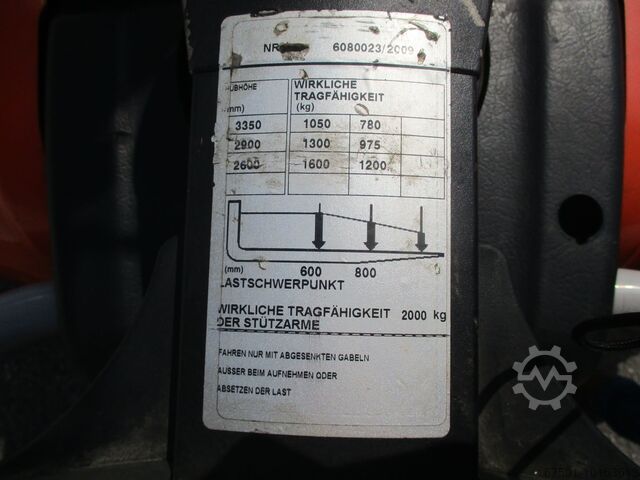 NR. 6080023/2009
HUBHÖHE WIRKLICHE
TRAGFÄHIGKEIT
(mm) (kg)
3350 1050 780
2900 1300 975
2600 1600 1200
(mm) 600 800
LASTSCHWERPUNKT
WIRKLICHE TRAGFÄHIGKEIT 2000 kg
DER STÜTZARME
FAHREN NUR MIT ABGESENKTEN GABELN
AUSSER BEIM AUFNEHMEN ODER
ABSETZEN DER LAST